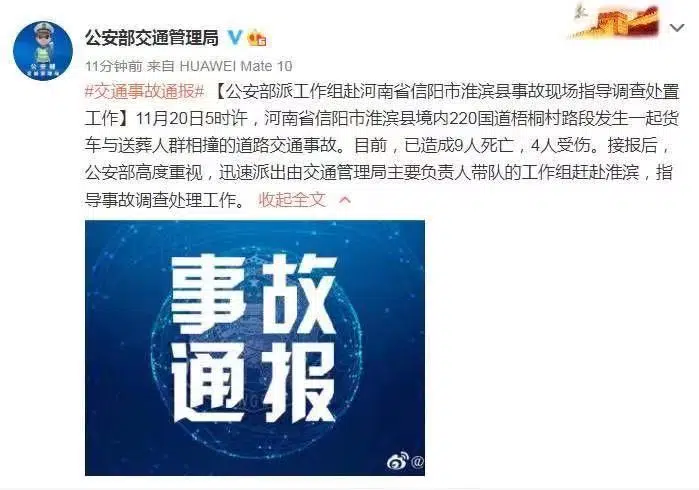 公安部交通管理局
11分钟前 来自 HUAWEI Mate 10
#交通事故通报#【公安部派工作组赴河南省信阳市淮滨县事故现场指导调查处置
工作】11月20日5时许，河南省信阳市淮滨县境内220国道梧桐村路段发生一起货
车与送葬人群相撞的道路交通事故。目前，已造成9人死亡，4人受伤。接报后，
公安部高度重视，迅速派出由交通管理局主要负责人带队的工作组赶赴淮滨，指
导事故调查处理工作。 收起全文
事故
通报
@